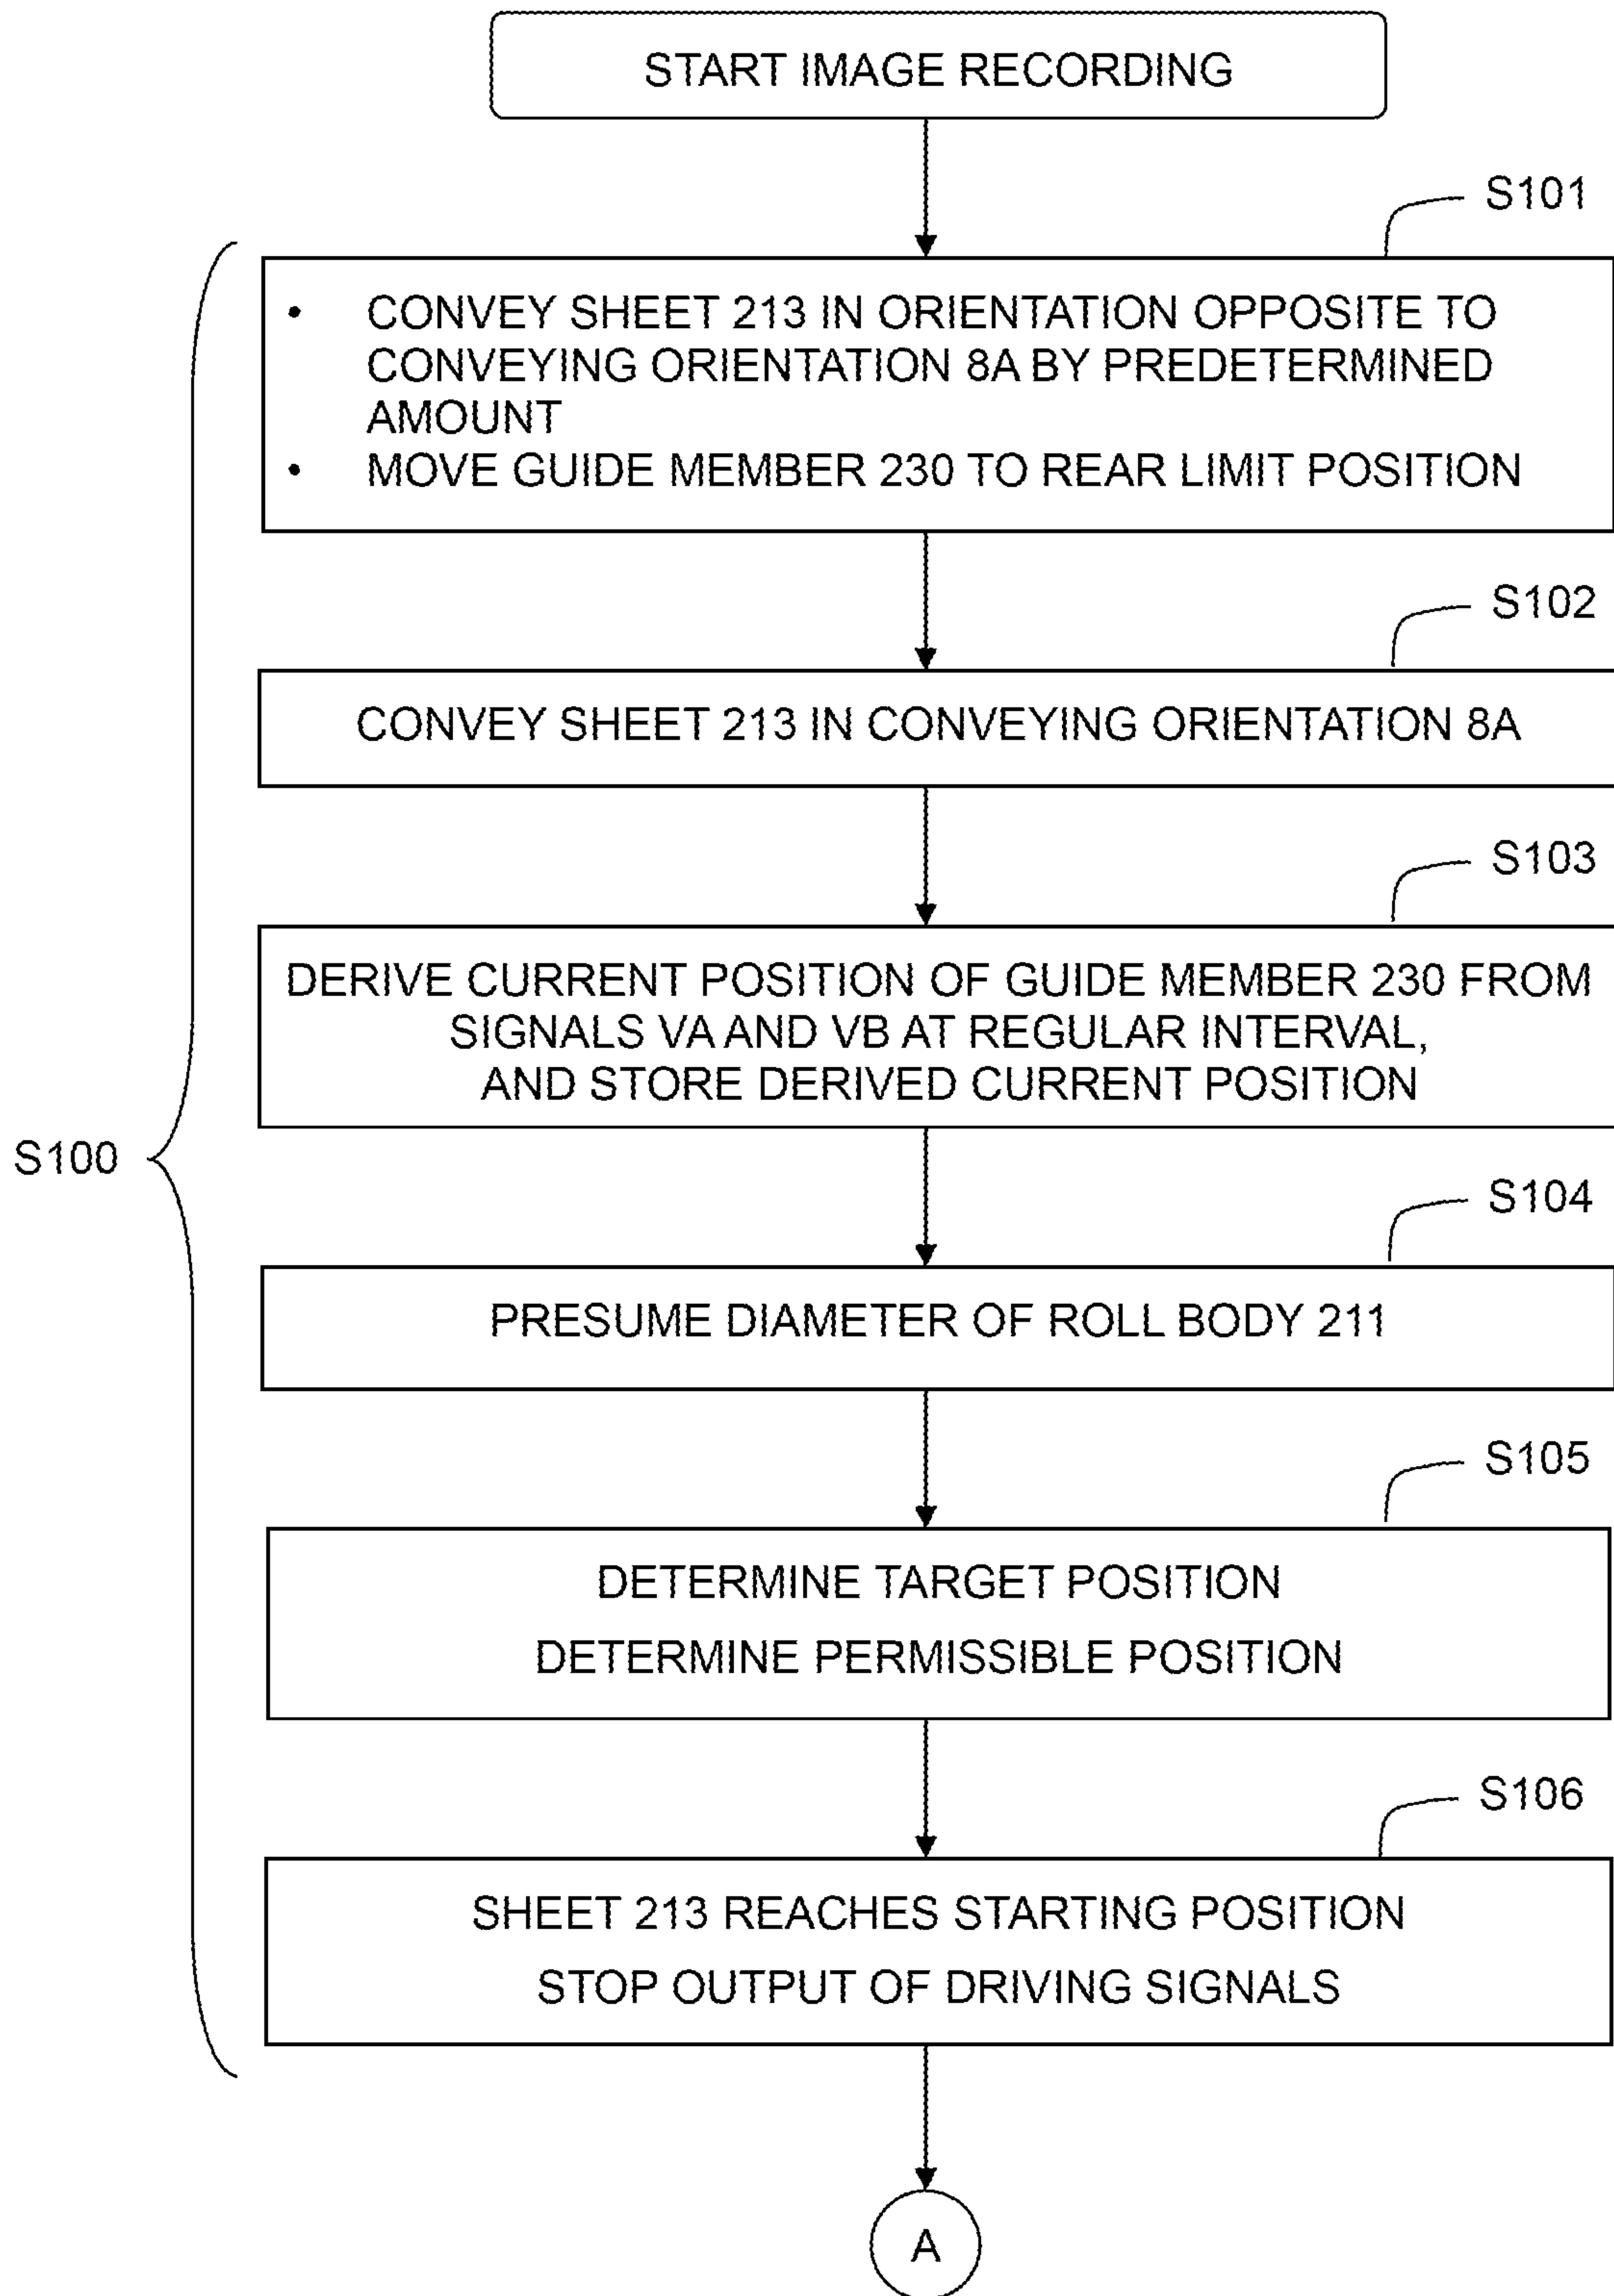 START IMAGE RECORDING
S101
• CONVEY SHEET 213 IN ORIENTATION OPPOSITE TO
CONVEYING ORIENTATION 8A BY PREDETERMINED
AMOUNT
• MOVE GUIDE MEMBER 230 TO REAR LIMIT POSITION
S102
CONVEY SHEET 213 IN CONVEYING ORIENTATION 8A
S103
DERIVE CURRENT POSITION OF GUIDE MEMBER 230 FROM
SIGNALS VA AND VB AT REGULAR INTERVAL,
AND STORE DERIVED CURRENT POSITION
S100
S104
PRESUME DIAMETER OF ROLL BODY 211
S105
DETERMINE TARGET POSITION
DETERMINE PERMISSIBLE POSITION
S106
SHEET 213 REACHES STARTING POSITION
STOP OUTPUT OF DRIVING SIGNALS
A